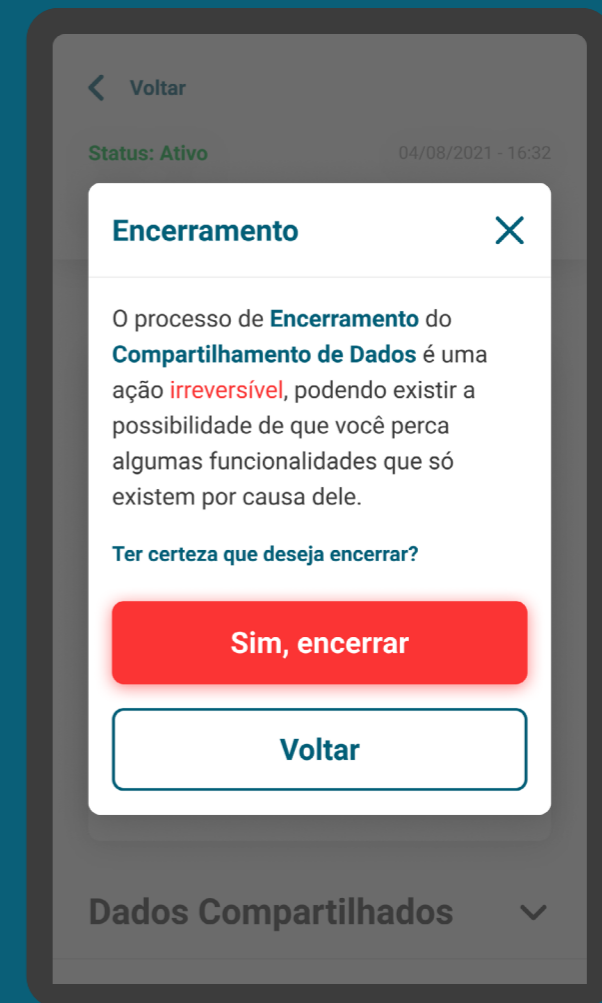 Voltar
Status: Ativo
04/08/2021 - 16:32
Encerramento
O processo de Encerramento do
Compartilhamento de Dados é uma
ação irreversível, podendo existir a
possibilidade de que você perca
algumas funcionalidades que só
existem por causa dele.
Ter certeza que deseja encerrar?
Sim, encerrar
Voltar
Dados Compartilhados